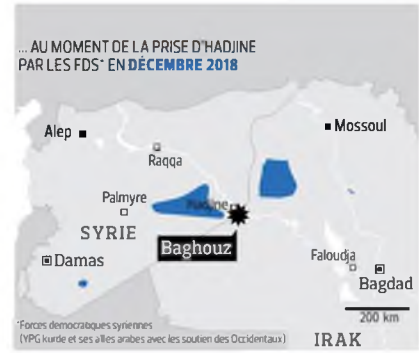 ... AU MOMENT DE LA PRISE D'HADJINE
PAR LES FDS* EN DÉCEMBRE 2018
Alep
Mossoul
Raqqa
Palmyre
Hadjine
SYRIE
Baghouz
Damas
Faloudja
Bagdad
200 km
*Forces démocratiques syriennes
(YPG kurde et ses alliés arabes avec les soutien des Occidentaux)
IRAK